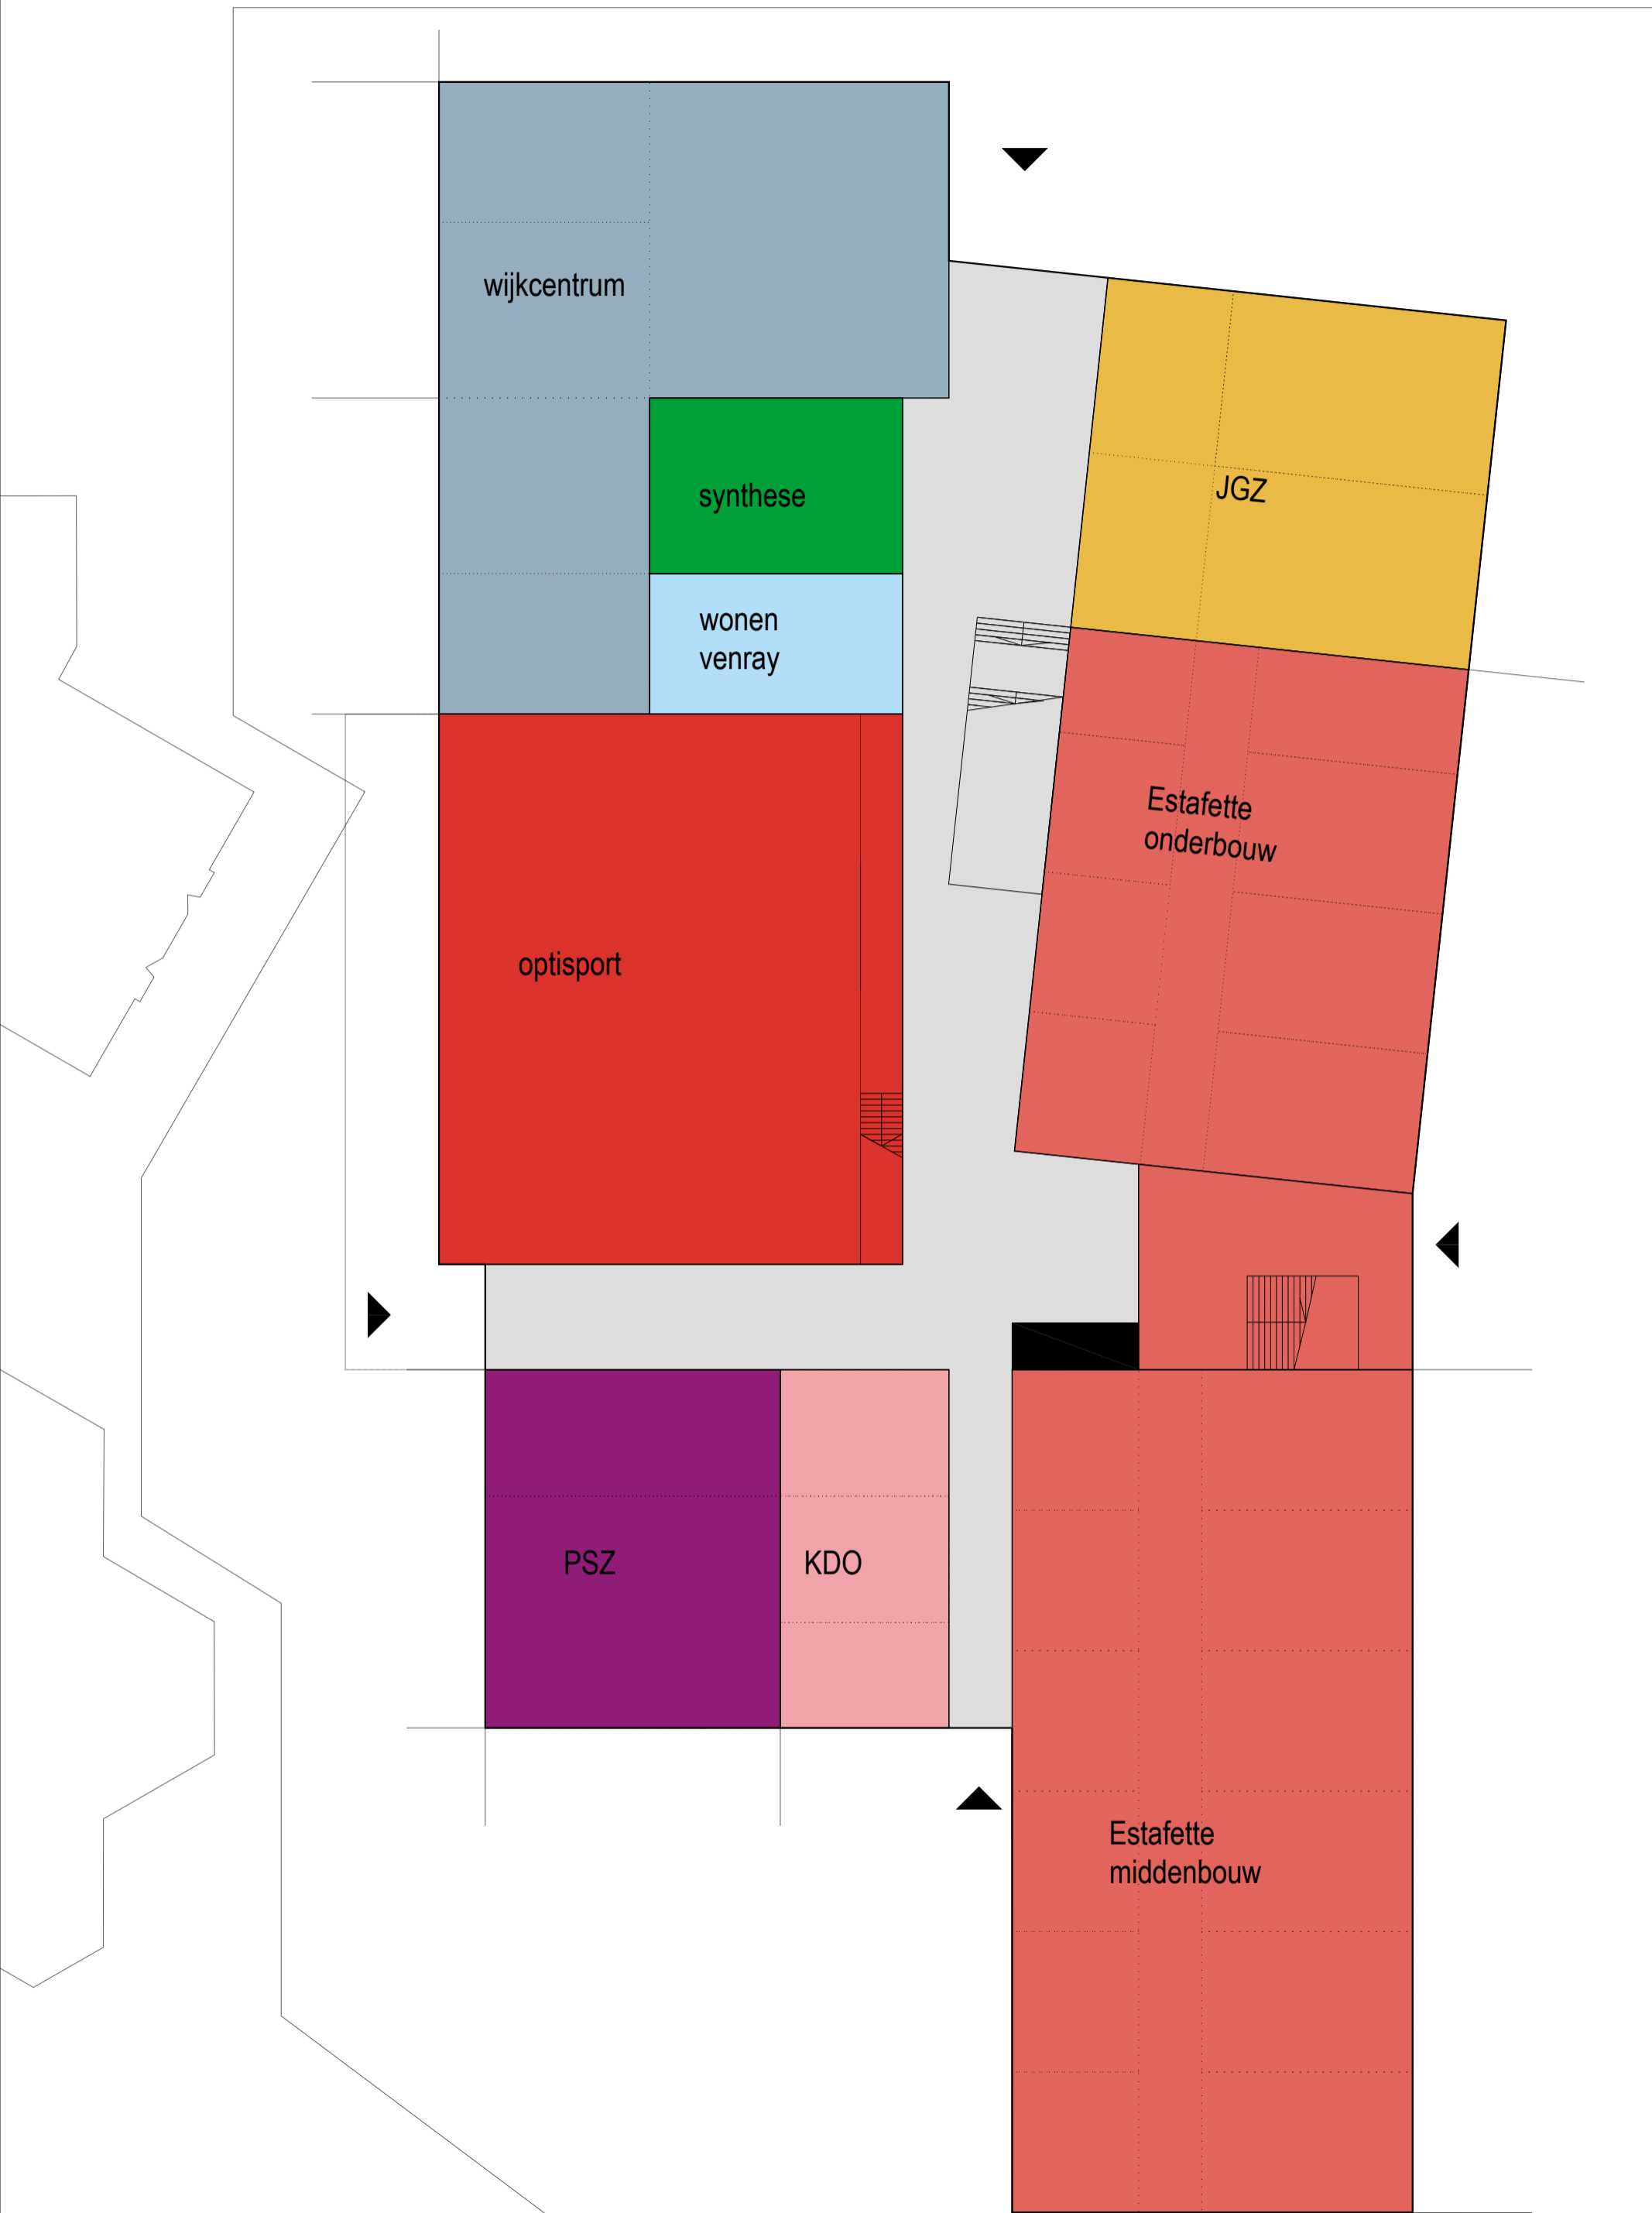 wijkcentrum
synthese
JGZ
wonen
venray
Estafette
onderbouw
optisport
PSZ
KDO
Estafette
middenbouw